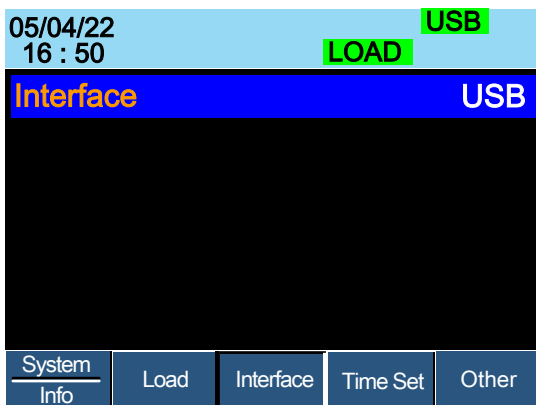 05/04/22 USB
16 : 50 LOAD
Interface USB
System
Info
Load
Interface
Time Set
Other